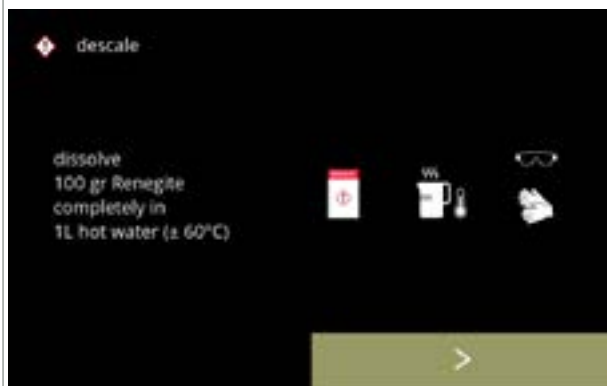 descale
dissolve
100 gr Renegite
completely in
1L hot water (± 60°C)